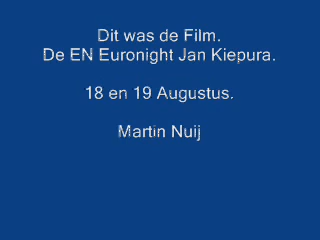 Dit was de Film.
De EN Euronight Jan Kiepura.
18 en 19 Augustus.
Martin Nuij